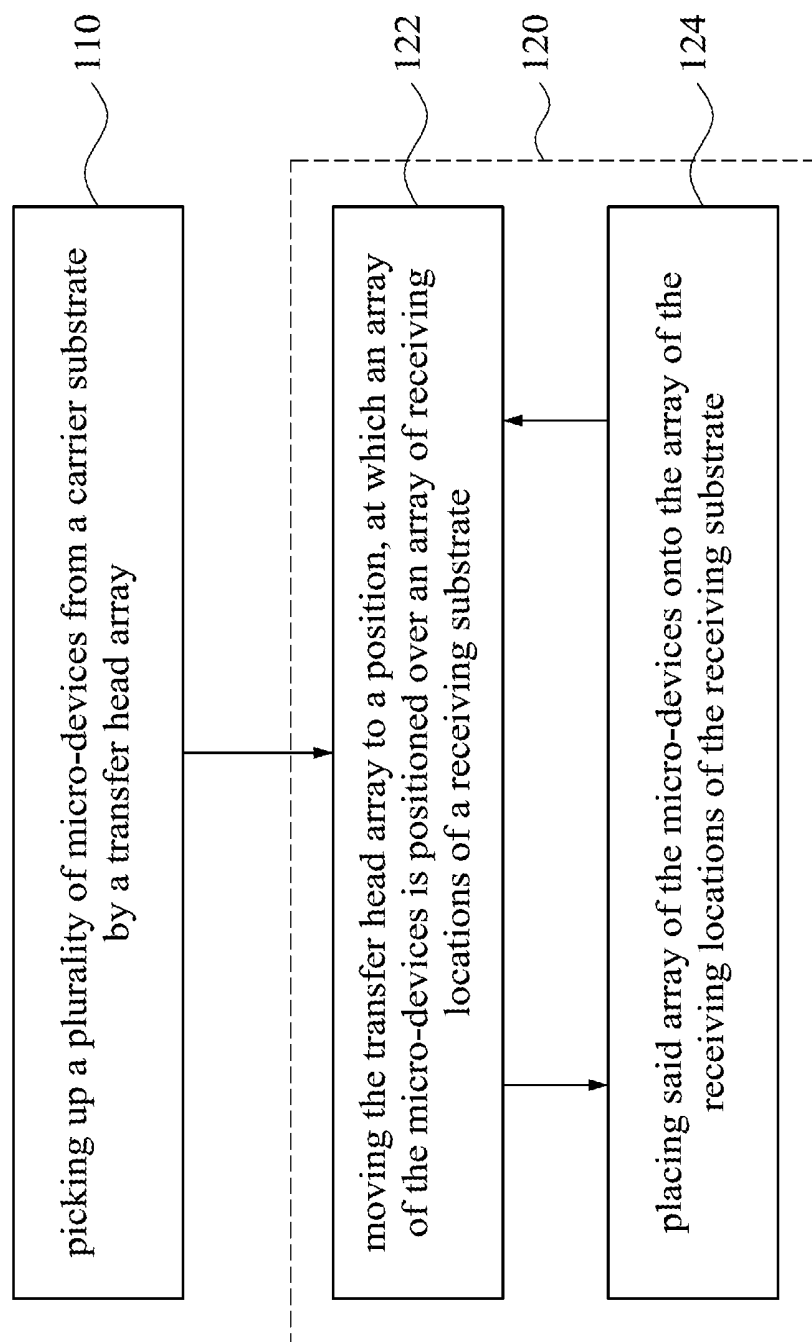 picking up a plurality of micro-devices from a carrier substrate
by a transfer head array
110
moving the transfer head array to a position, at which an array
of the micro-devices is positioned over an array of receiving
locations of a receiving substrate
122
120
placing said array of the micro-devices onto the array of the
receiving locations of the receiving substrate
124